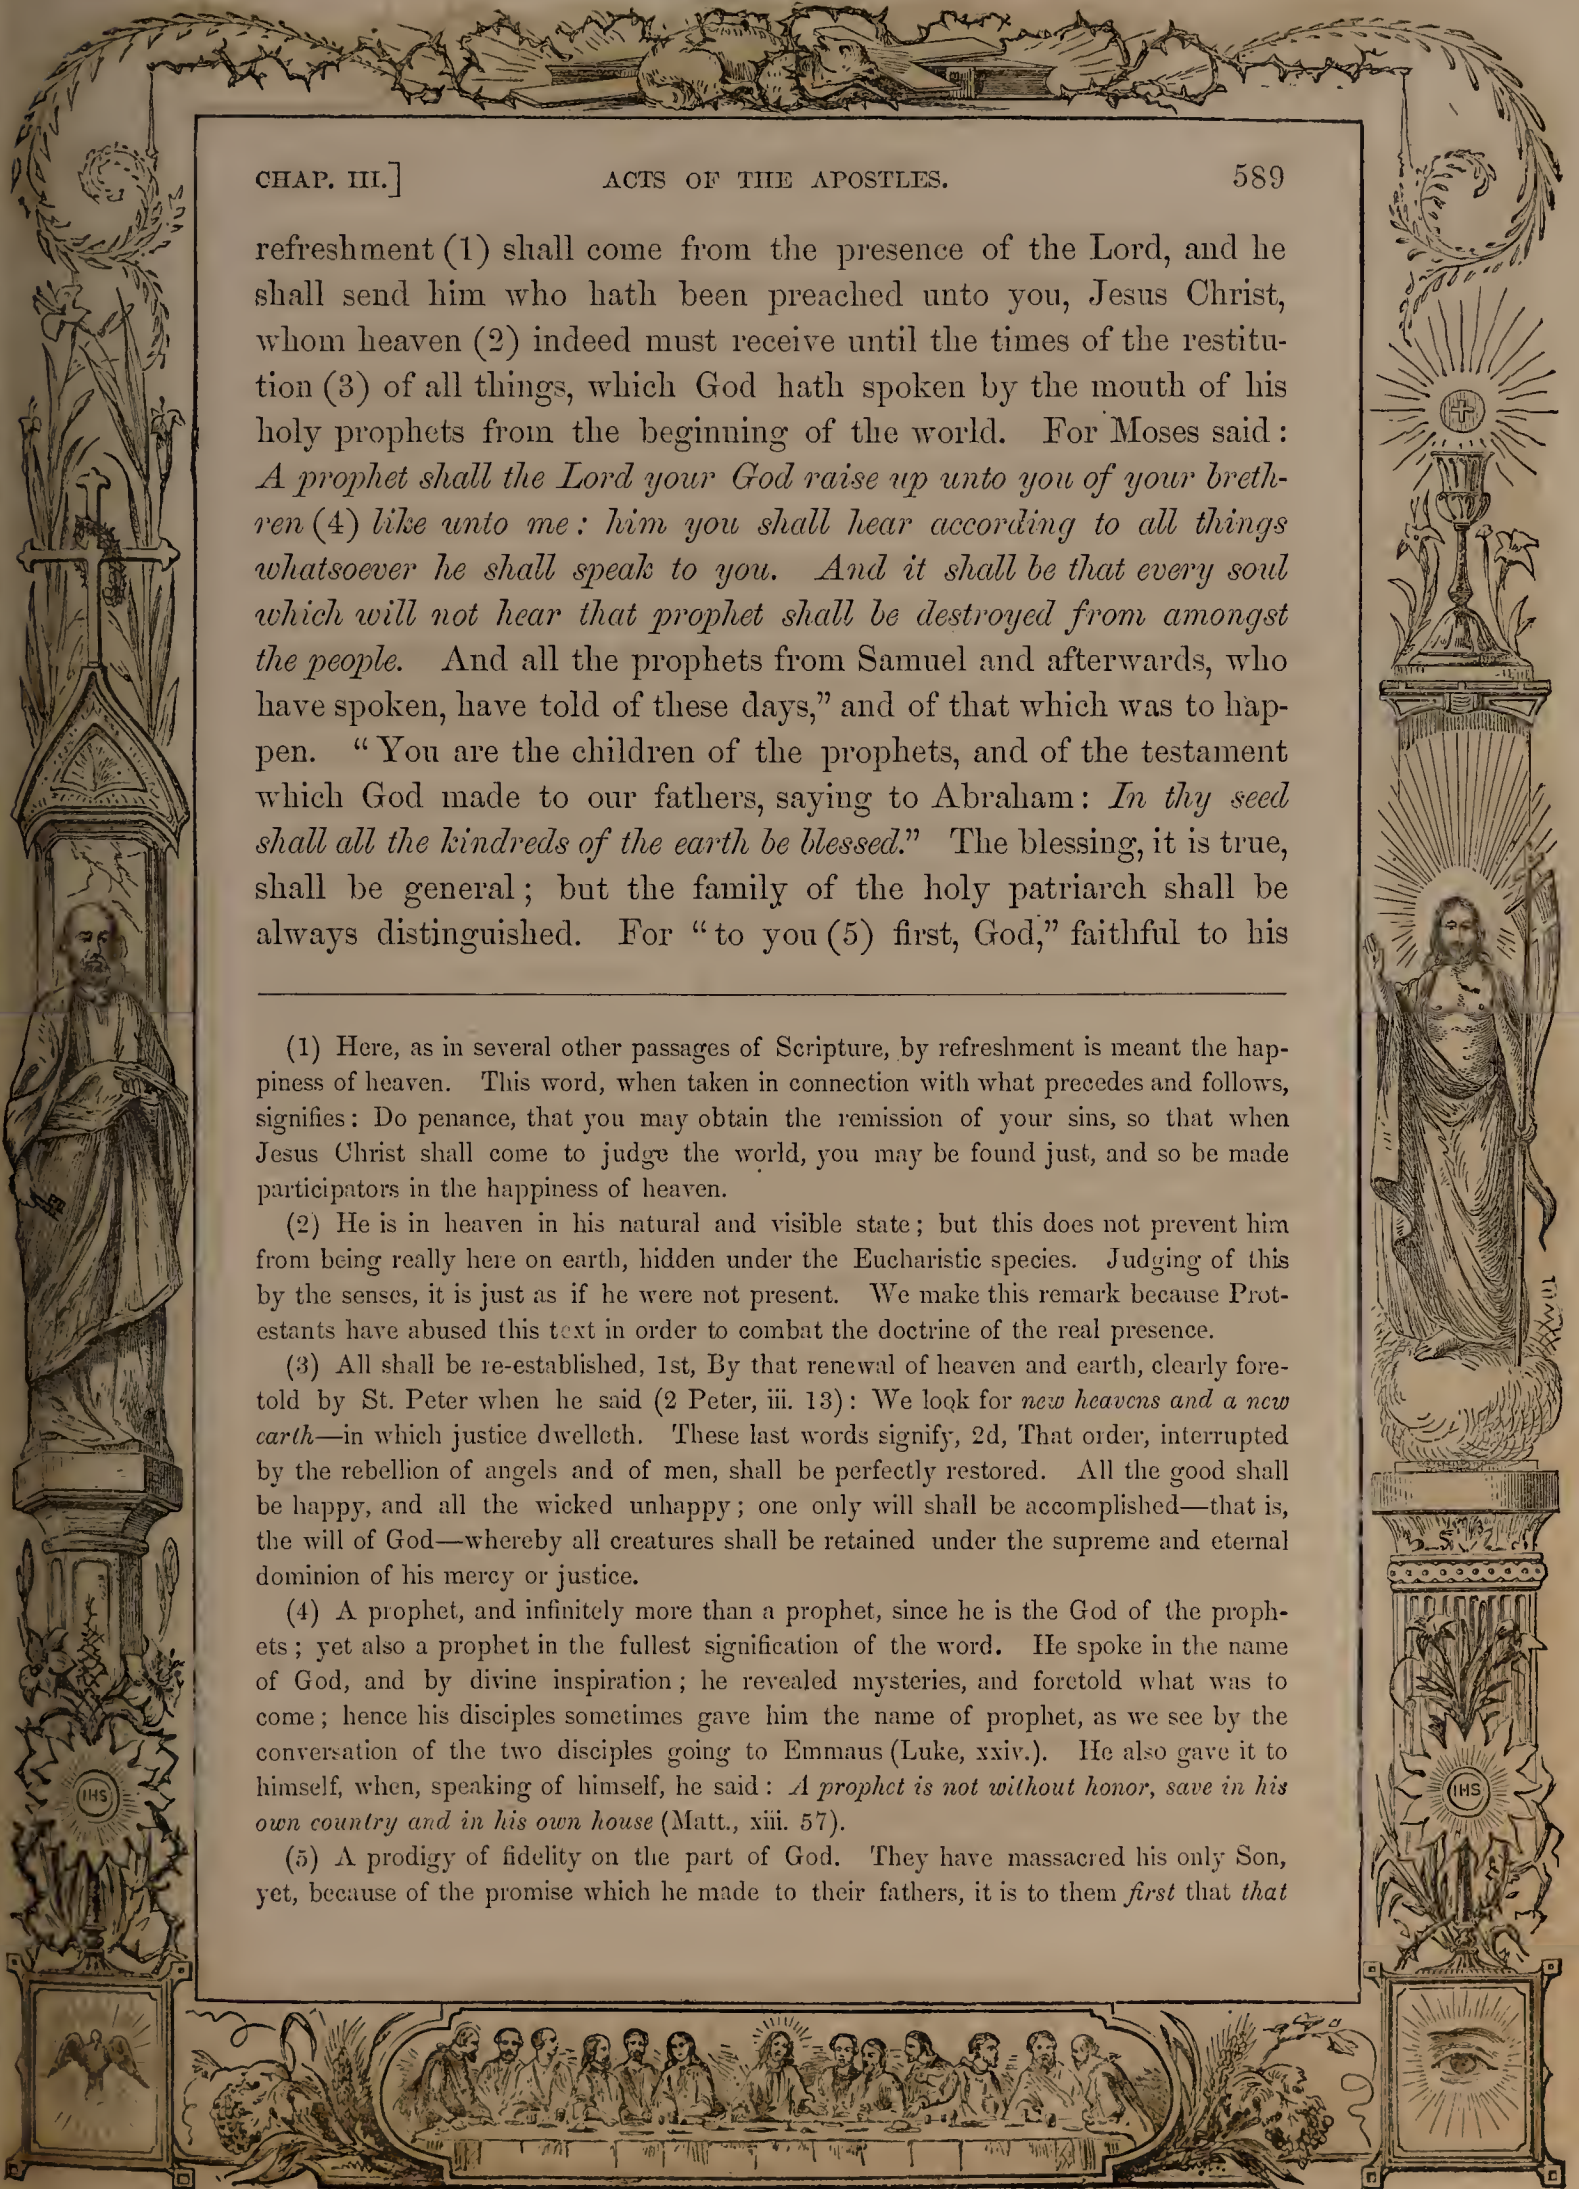 CHAP. III.] ACTS OF THE APOSTLES. 589
refreshment (1) shall come from the presence of the Lord, and he
shall send him who hath been preached unto you, Jesus Christ,
whom heaven (2) indeed must receive until the times of the restitu-
tion (3) of all things, which God hath spoken by the mouth of his
holy prophets from the beginning of the world. For Moses said:
A prophet shall the Lord your God raise up unto you of your breth-
ren (4) like unto me: him you shall hear according to all things
whatsoever he shall speak to you. And it shall be that every soul
which will not hear that prophet shall be destroyed from amongst
the people. And all the prophets from Samuel and afterwards, who
have spoken, have told of these days,” and of that which was to hap-
pen. “You are the children of the prophets, and of the testament
which God made to our fathers, saying to Abraham: In thy seed
shall all the kindreds of the earth be blessed.” The blessing, it is true,
shall be general; but the family of the holy patriarch shall be
always distinguished. For “to you (5) first, God,” faithful to his
(1) Here, as in several other passages of Scripture, by refreshment is meant the hap-
piness of heaven. This word, when taken in connection with what precedes and follows,
signifies: Do penance, that you may obtain the remission of your sins, so that when
Jesus Christ shall come to judge the world, you may be found just, and so be made
participators in the happiness of heaven.
(2) He is in heaven in his natural and visible state; but this does not prevent him
from being really here on earth, hidden under the Eucharistic species. Judging of this
by the senses, it is just as if he were not present. We make this remark because Prot-
estants have abused this text in order to combat the doctrine of the real presence.
(3) All shall be re-established, 1st, By that renewal of heaven and earth, clearly fore-
told by St. Peter when he said (2 Peter, iii. 13): We look for new heavens and a new
earth—in which justice dwelleth. These last words signify, 2d, That order, interrupted
by the rebellion of angels and of men, shall be perfectly restored. All the good shall
be happy, and all the wicked unhappy; one only will shall be accomplished—that is,
the will of God—whereby all creatures shall be retained under the supreme and eternal
dominion of his mercy or justice.
(4) A prophet, and infinitely more than a prophet, since he is the God of the proph-
ets; yet also a prophet in the fullest signification of the word. He spoke in the name
of God, and by divine inspiration; he revealed mysteries, and foretold what was to
come; hence his disciples sometimes gave him the name of prophet, as we see by the
conversation of the two disciples going to Emmaus (Luke, xxiv.). He also gave it to
himself, when, speaking of himself, he said: A prophet is not without honor, save in his
own country and in his own house (Matt., xiii. 57).
(5) A prodigy of fidelity on the part of God. They have massacred his only Son,
yet, because of the promise which he made to their fathers, it is to them first that that
IHS
IHS